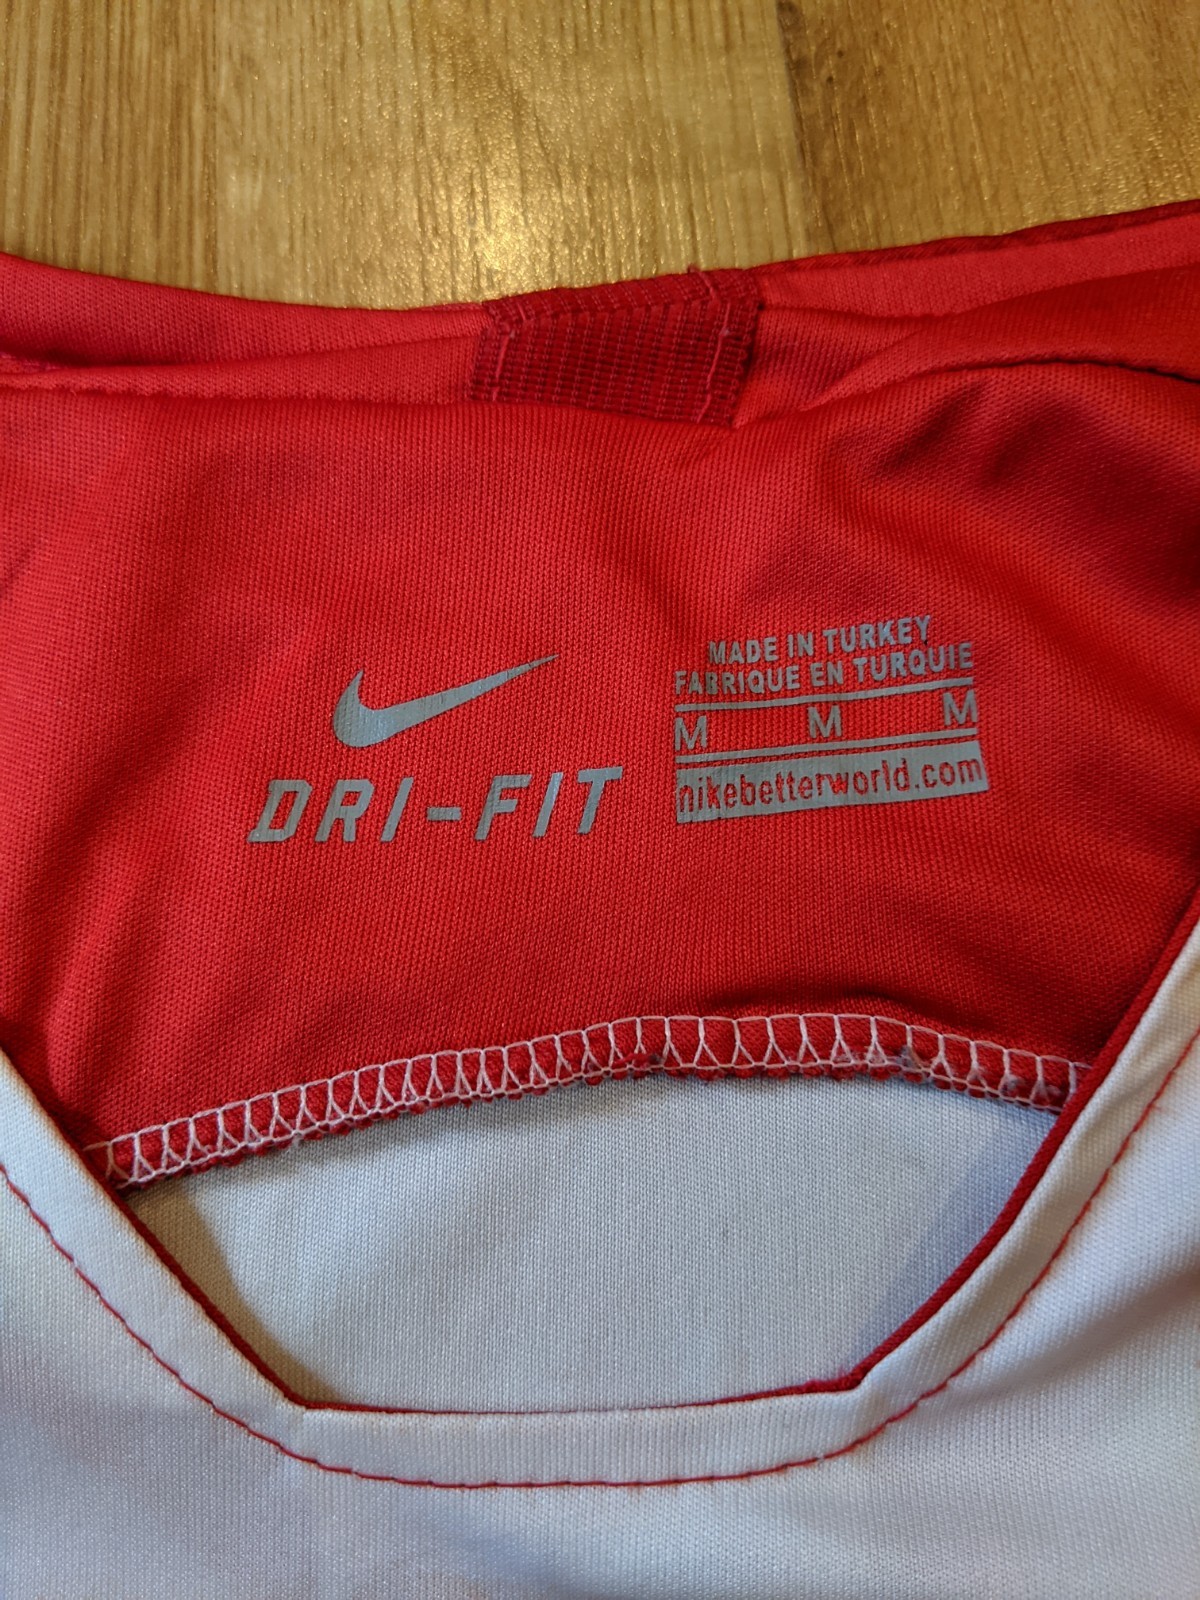 DRI-FIT
MADE IN TURKEY
FABRIQUE EN TURQUIE
M M M
nikebetterworld.com